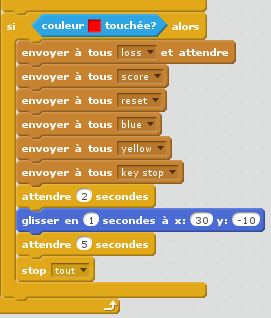 si couleur touchée? alors
envoyer à tous loss et attendre
envoyer à tous score
envoyer à tous reset
envoyer à tous blue
envoyer à tous yellow
envoyer à tous key stop
attendre 2 secondes
glisser en 1 secondes à x: 30 y: -10
attendre 5 secondes
stop tout